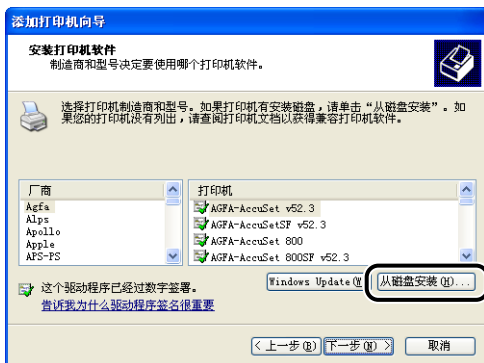 添加打印机向导
安装打印机软件
制造商和型号决定要使用哪个打印机软件。
选择打印机制造商和型号。如果打印机有安装磁盘，请单击“从磁盘安装”。如
果您的打印机没有列出，请查阅打印机文档以获得兼容打印机软件。
厂商
Agfa
Alps
Apollo
Apple
APS-PS
打印机
AGFA-AccuSet v52.3
AGFA-AccuSetSF v52.3
AGFA-AccuSet 800
AGFA-AccuSet 800SF v52.3
这个驱动程序已经过数字签署。
告诉我为什么驱动程序签名很重要
Windows Update(W
从磁盘安装(H)...
< 上一步(B)
下一步(N) >
取消